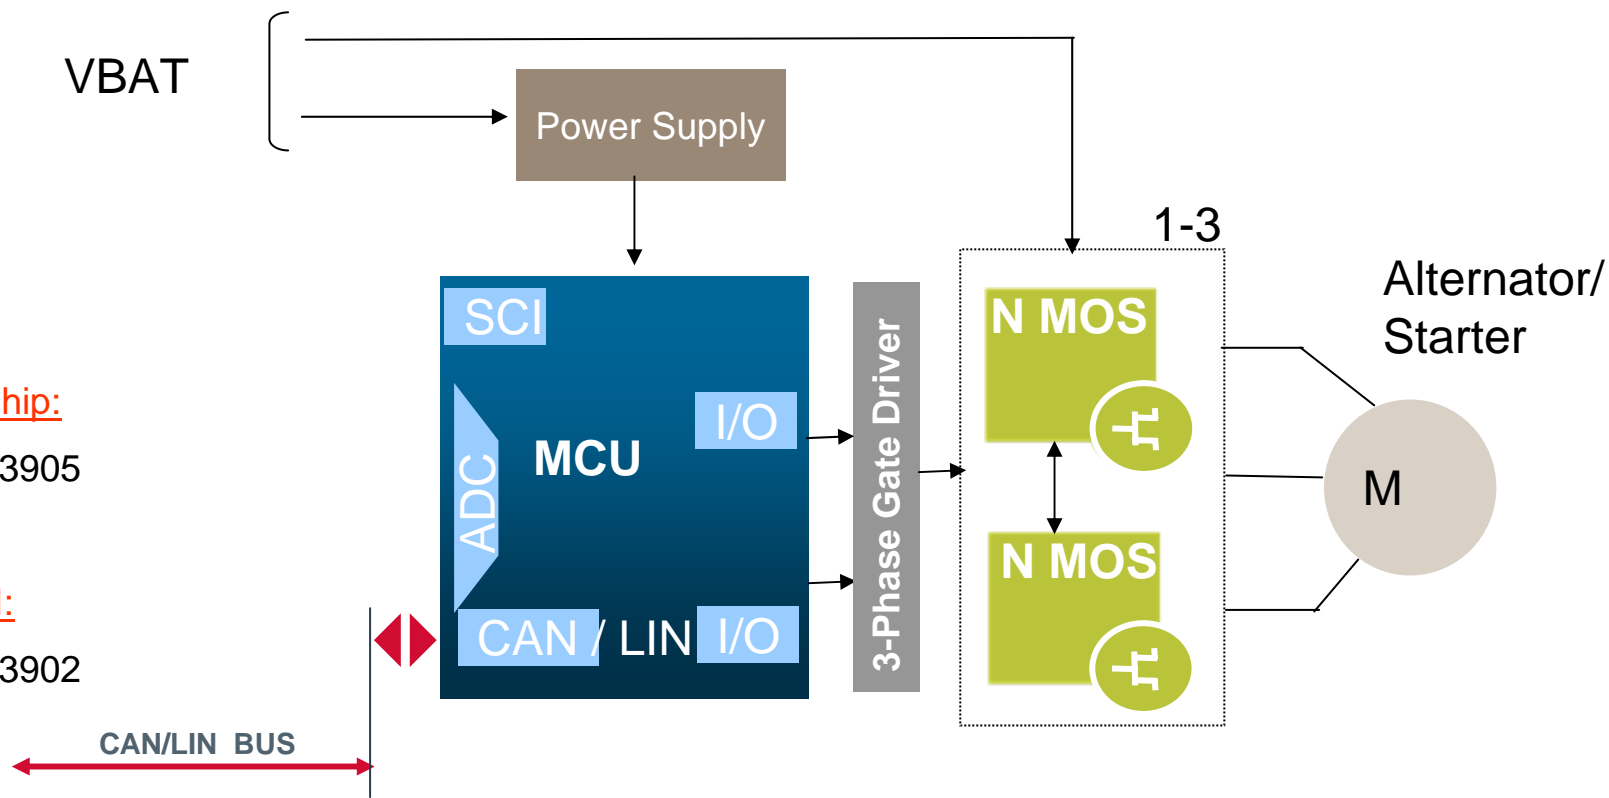 VBAT
Power Supply
1-3
Alternator/
Starter
SCI
N MOS
hip:
I/O
MCU
ADC
3905
3-Phase Gate Driver
M
N MOS
:
3902
CAN / LIN
I/O
CAN/LIN BUS